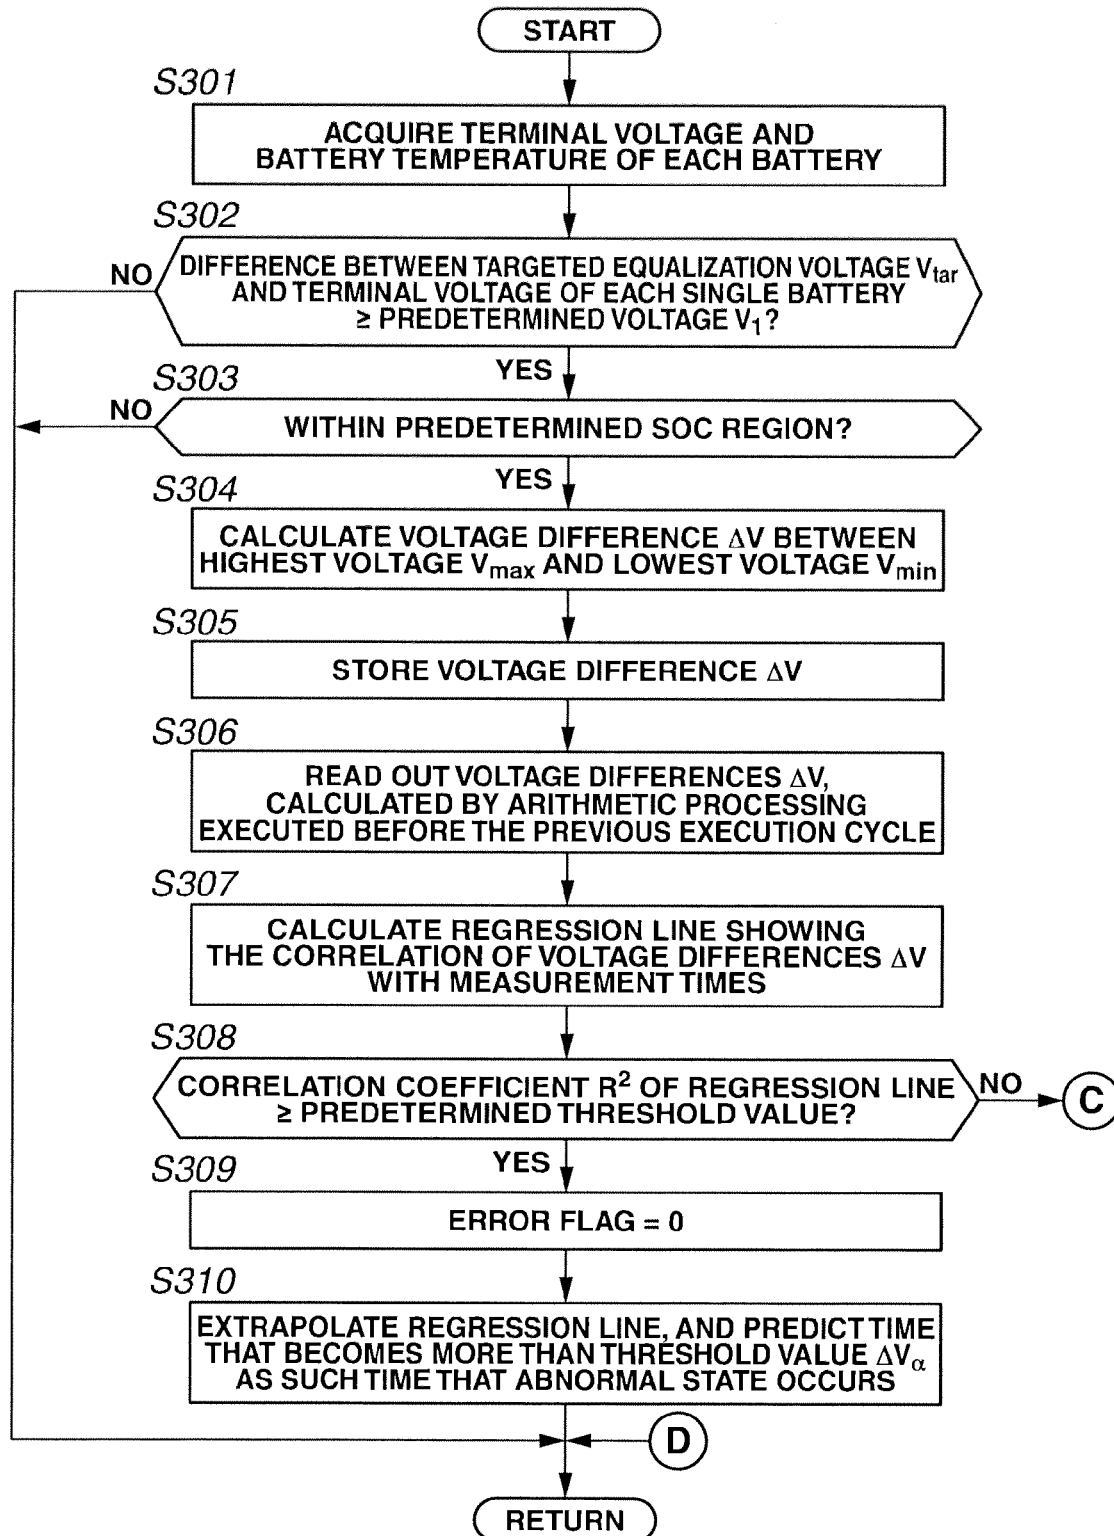 START
S301
ACQUIRE TERMINAL VOLTAGE AND
BATTERY TEMPERATURE OF EACH BATTERY
S302
NO
DIFFERENCE BETWEEN TARGETED EQUALIZATION VOLTAGE Vtar
AND TERMINAL VOLTAGE OF EACH SINGLE BATTERY
≥ PREDETERMINED VOLTAGE V1?
YES
S303
NO
WITHIN PREDETERMINED SOC REGION?
YES
S304
CALCULATE VOLTAGE DIFFERENCE ΔV BETWEEN
HIGHEST VOLTAGE Vmax AND LOWEST VOLTAGE Vmin
S305
STORE VOLTAGE DIFFERENCE ΔV
S306
READ OUT VOLTAGE DIFFERENCES ΔV,
CALCULATED BY ARITHMETIC PROCESSING
EXECUTED BEFORE THE PREVIOUS EXECUTION CYCLE
S307
CALCULATE REGRESSION LINE SHOWING
THE CORRELATION OF VOLTAGE DIFFERENCES ΔV
WITH MEASUREMENT TIMES
S308
CORRELATION COEFFICIENT R² OF REGRESSION LINE
≥ PREDETERMINED THRESHOLD VALUE?
NO
C
YES
S309
ERROR FLAG = 0
S310
EXTRAPOLATE REGRESSION LINE, AND PREDICT TIME
THAT BECOMES MORE THAN THRESHOLD VALUE ΔVα
AS SUCH TIME THAT ABNORMAL STATE OCCURS
D
RETURN